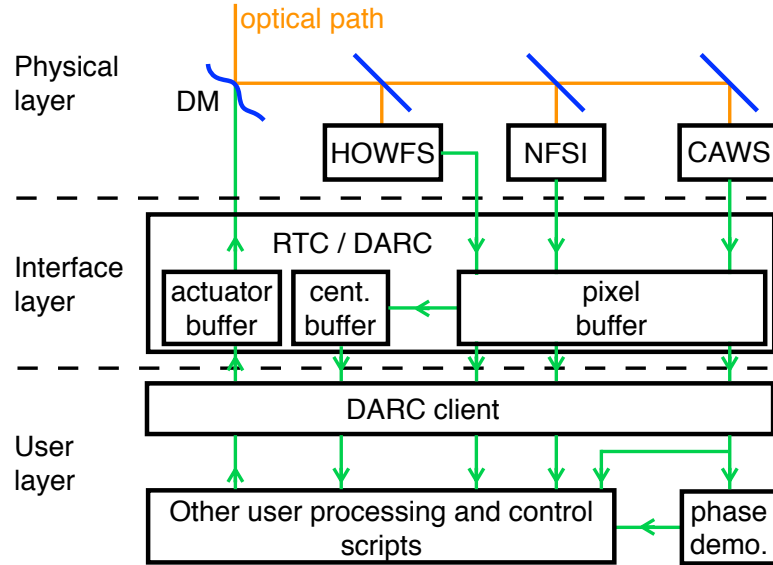 optical path
Physical
layer
DM
HOWFS
NFSI
CAWS
RTC / DARC
Interface
layer
actuator
buffer
cent.
buffer
pixel
buffer
DARC client
User
layer
Other user processing and control
scripts
phase
demo.